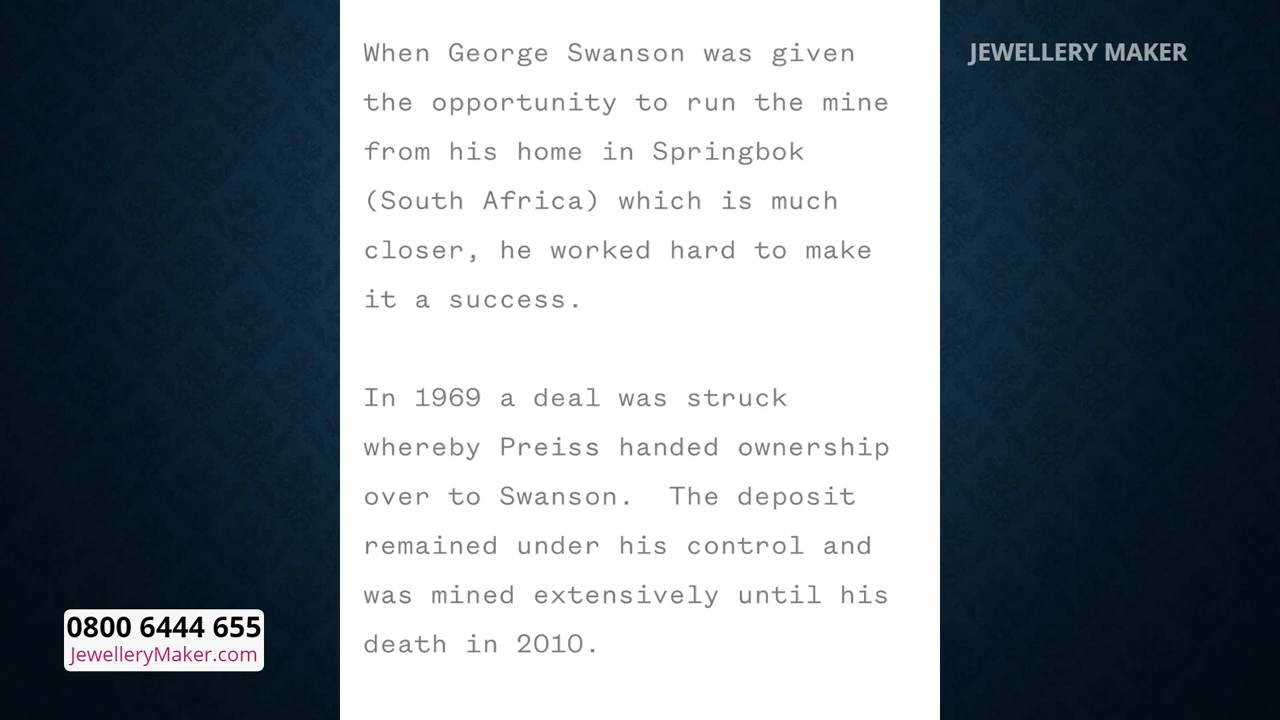 When George Swanson was given
the opportunity to run the mine
from his home in Springbok
(South Africa) which is much
closer, he worked hard to make
it a success.
In 1969 a deal was struck
whereby Preiss handed ownership
over to Swanson.  The deposit
remained under his control and
was mined extensively until his
death in 2010.
JEWELLERY MAKER
0800 6444 655
JewelleryMaker.com